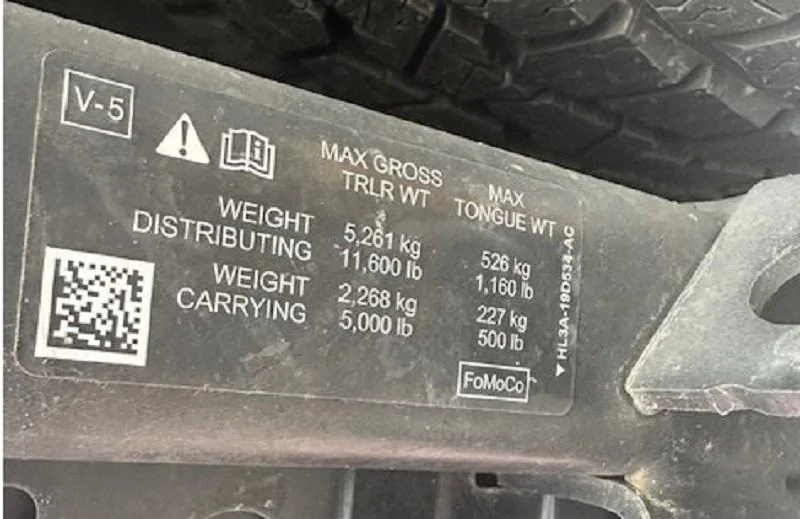 V-5
MAX GROSS
TRLR WT
MAX
TONGUE WT
WEIGHT
DISTRIBUTING
5,261 kg
11,600 lb
526 kg
1,160 lb
WEIGHT
CARRYING
2,268 kg
5,000 lb
227 kg
500 lb
HL3A-19D534-AC
FoMoCo